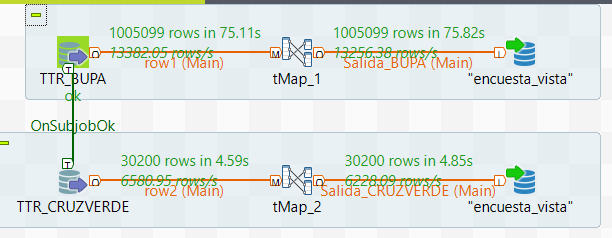 1005099 rows in 75.11s
13382.05 rows/s
row1 (Main)
1005099 rows in 75.82s
13256.38 rows/s
Salida_BUPA (Main)
TTR_BUPA
tMap_1
"encuesta_vista"
ok
OnSubjobOk
30200 rows in 4.59s
6580.95 rows/s
row2 (Main)
30200 rows in 4.85s
6228.09 rows/s
Salida_CRUZVERDE (Main)
TTR_CRUZVERDE
tMap_2
"encuesta_vista"